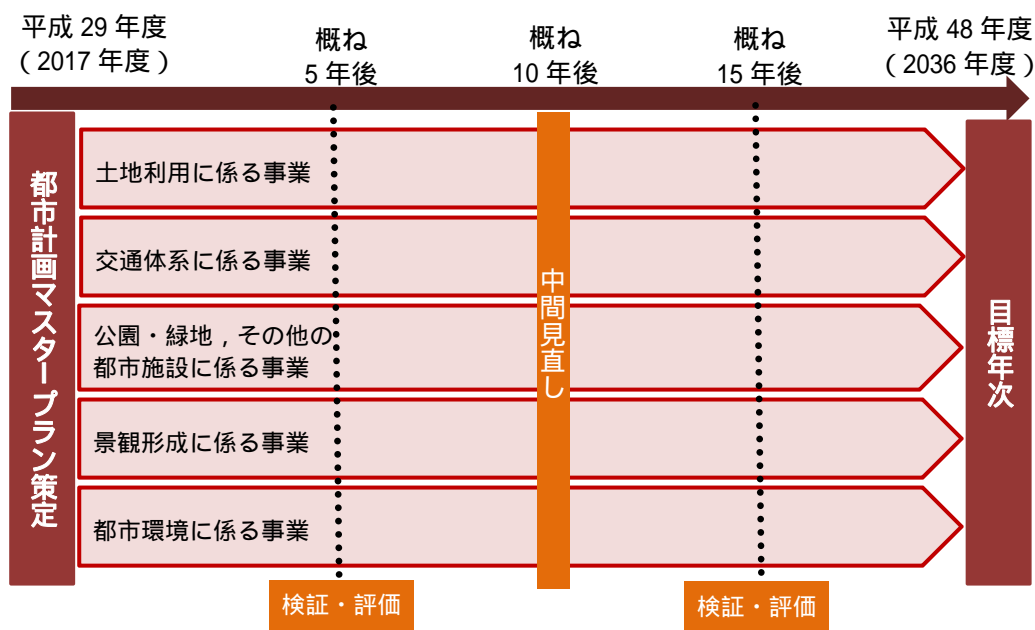 平成 29 年度
( 2017 年度 )
概ね
5 年後
概ね
10 年後
概ね
15 年後
平成 48 年度
( 2036 年度 )
都市計画マスタープラン策定
土地利用に係る事業
交通体系に係る事業
公園・緑地 , その他の
都市施設に係る事業
景観形成に係る事業
都市環境に係る事業
中間見直し
目標年次
検証・評価
検証・評価